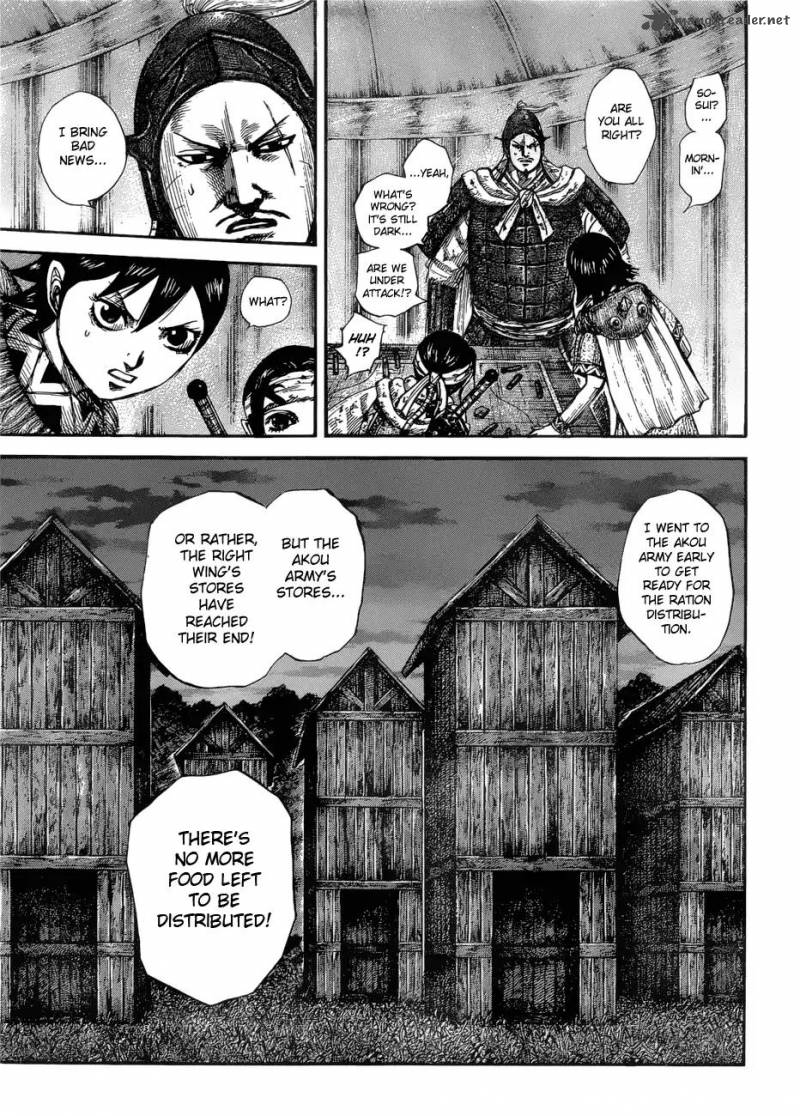 SO-
SUI?
...
MORN-
IN'...
ARE
YOU ALL
RIGHT?
...YEAH,
WHAT'S
WRONG?
IT'S STILL
DARK...
ARE WE
UNDER
ATTACK!?
HUH
!?
I BRING
BAD
NEWS...
WHAT?
I WENT TO
THE AKOU
ARMY EARLY
TO GET
READY FOR
THE RATION
DISTRIBU-
TION.
BUT THE
AKOU
ARMY'S
STORES...
OR RATHER,
THE RIGHT
WING'S
STORES
HAVE
REACHED
THEIR END!
THERE'S
NO MORE
FOOD LEFT
TO BE
DISTRIBUTED!
mangareader.net